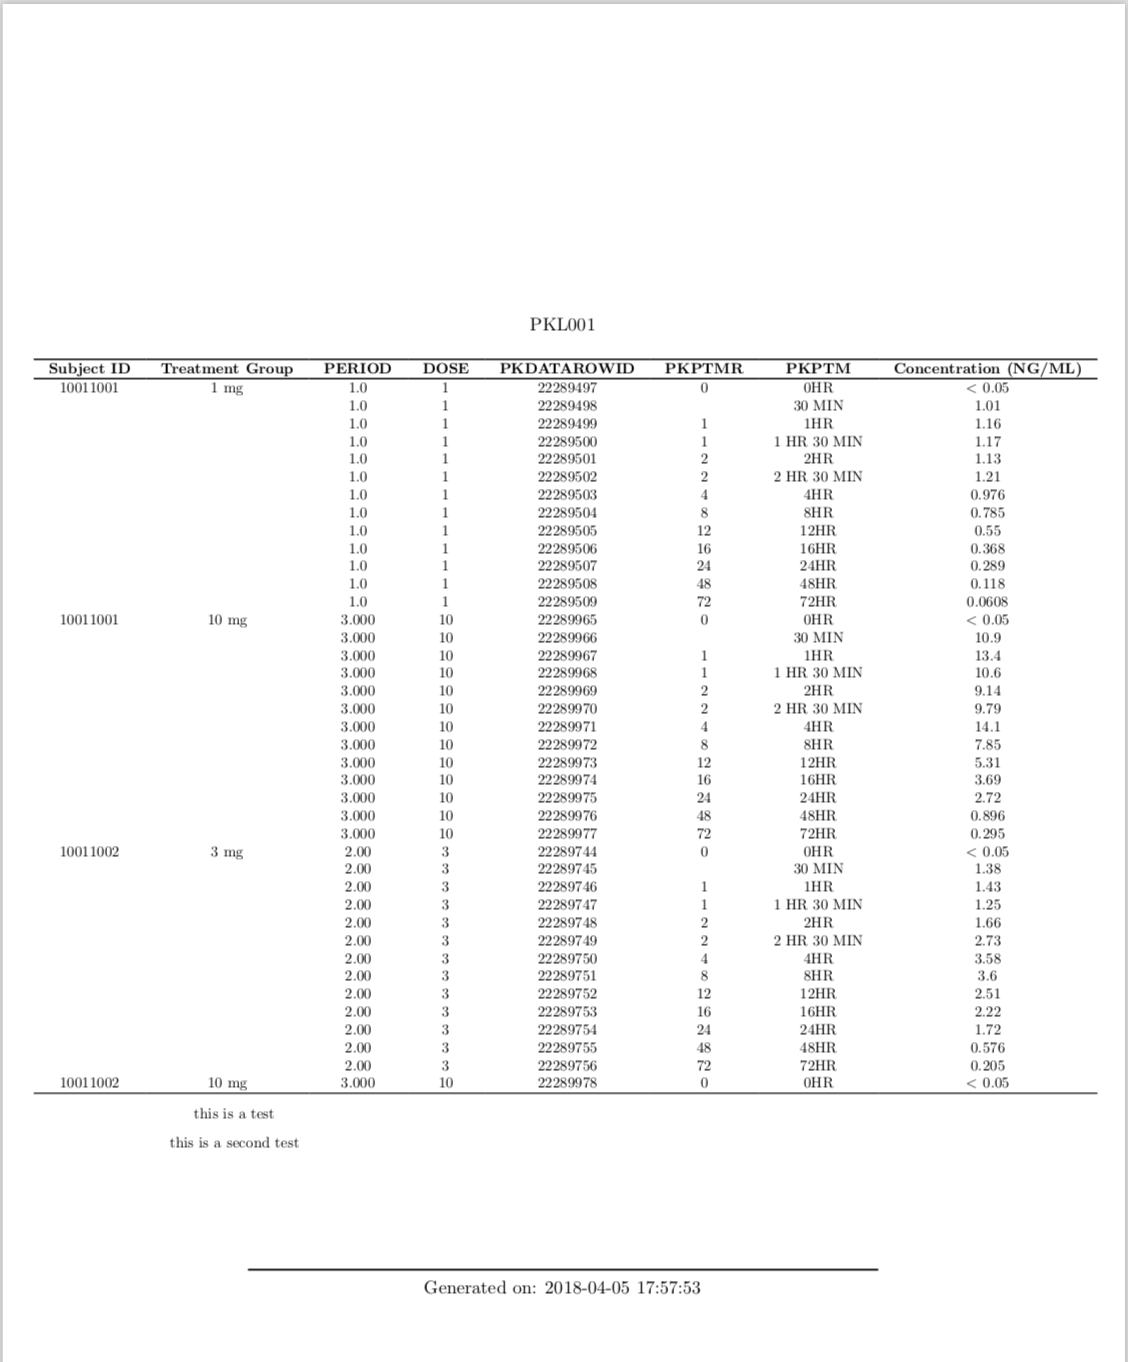 PKL001
Subject ID Treatment Group PERIOD DOSE PKDATAROWID PKPTMR PKPTM Concentration (NG/ML)
10011001 1 mg 1.0 1 22289497 0 0HR < 0.05
1.0 1 22289498 30 MIN 1.01
1.0 1 22289499 1 1HR 1.16
1.0 1 22289500 1 1 HR 30 MIN 1.17
1.0 1 22289501 2 2HR 1.13
1.0 1 22289502 2 2 HR 30 MIN 1.21
1.0 1 22289503 4 4HR 0.976
1.0 1 22289504 8 8HR 0.785
1.0 1 22289505 12 12HR 0.55
1.0 1 22289506 16 16HR 0.368
1.0 1 22289507 24 24HR 0.289
1.0 1 22289508 48 48HR 0.118
1.0 1 22289509 72 72HR 0.0608
10011001 10 mg 3.000 10 22289965 0 0HR < 0.05
3.000 10 22289966 30 MIN 10.9
3.000 10 22289967 1 1HR 13.4
3.000 10 22289968 1 1 HR 30 MIN 10.6
3.000 10 22289969 2 2HR 9.14
3.000 10 22289970 2 2 HR 30 MIN 9.79
3.000 10 22289971 4 4HR 14.1
3.000 10 22289972 8 8HR 7.85
3.000 10 22289973 12 12HR 5.31
3.000 10 22289974 16 16HR 3.69
3.000 10 22289975 24 24HR 2.72
3.000 10 22289976 48 48HR 0.896
3.000 10 22289977 72 72HR 0.295
10011002 3 mg 2.00 3 22289744 0 0HR < 0.05
2.00 3 22289745 30 MIN 1.38
2.00 3 22289746 1 1HR 1.43
2.00 3 22289747 1 1 HR 30 MIN 1.25
2.00 3 22289748 2 2HR 1.66
2.00 3 22289749 2 2 HR 30 MIN 2.73
2.00 3 22289750 4 4HR 3.58
2.00 3 22289751 8 8HR 3.6
2.00 3 22289752 12 12HR 2.51
2.00 3 22289753 16 16HR 2.22
2.00 3 22289754 24 24HR 1.72
2.00 3 22289755 48 48HR 0.576
2.00 3 22289756 72 72HR 0.205
10011002 10 mg 3.000 10 22289978 0 0HR < 0.05
this is a test
this is a second test
Generated on: 2018-04-05 17:57:53